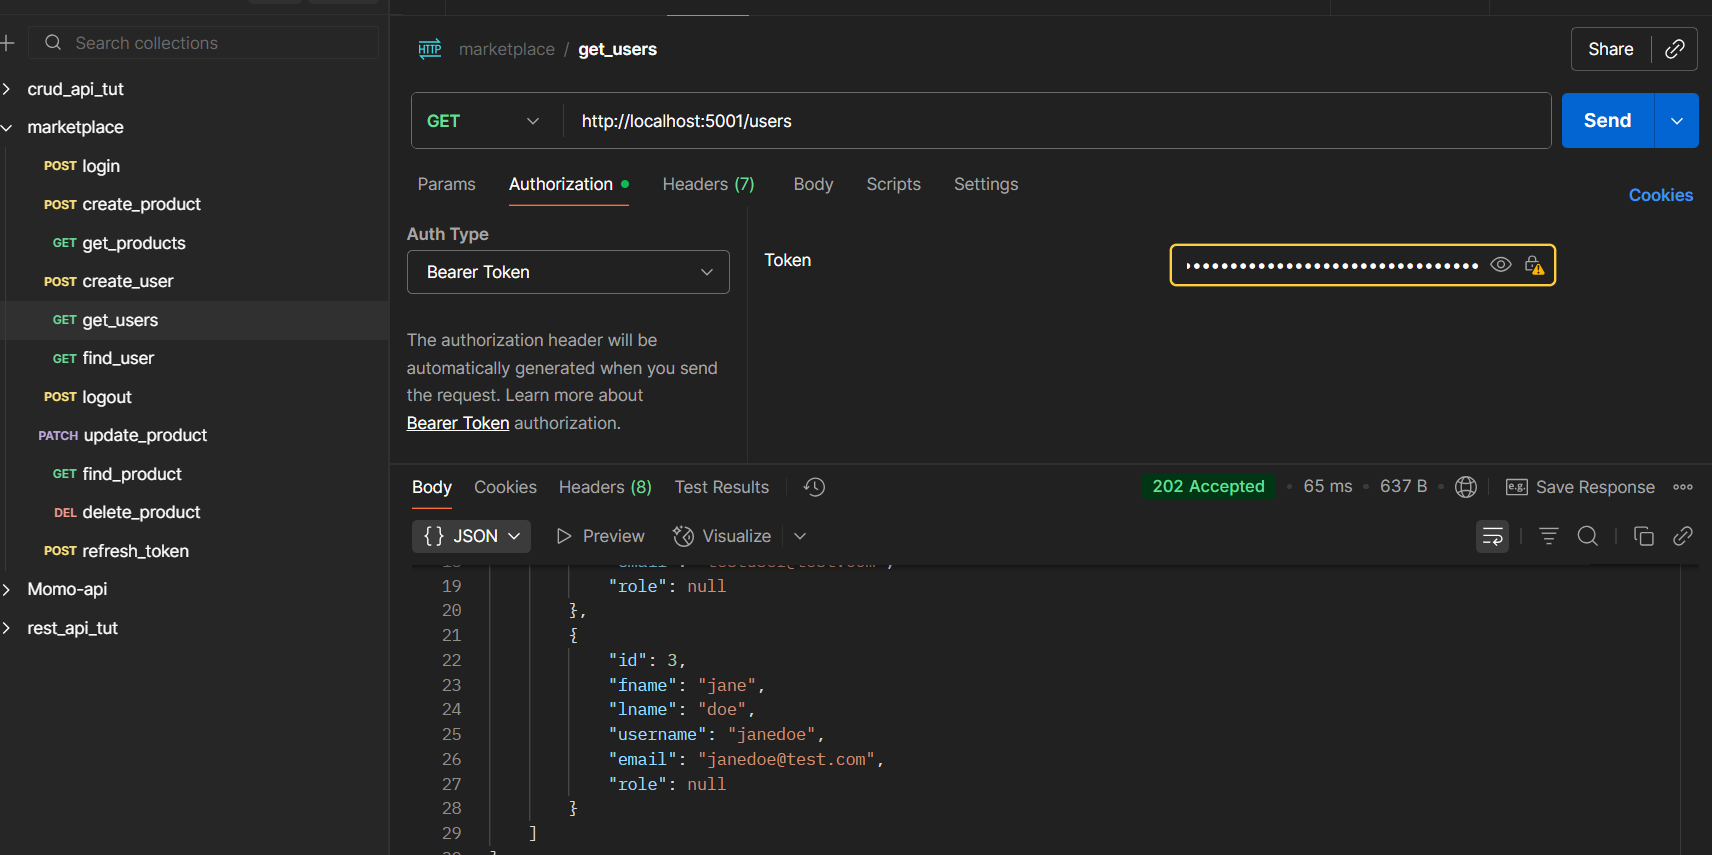 Search collections
crud_api_tut
marketplace
POST login
POST create_product
GET get_products
POST create_user
GET get_users
GET find_user
POST logout
PATCH update_product
GET find_product
DEL delete_product
POST refresh_token
Momo-api
rest_api_tut
HTTP marketplace / get_users
Share
GET http://localhost:5001/users
Send
Params Authorization Headers (7) Body Scripts Settings
Cookies
Auth Type
Bearer Token
The authorization header will be
automatically generated when you send
the request. Learn more about
Bearer Token authorization.
Token
Body Cookies Headers (8) Test Results
202 Accepted • 65 ms • 637 B
e.g. Save Response
{} JSON Preview Visualize
19 "role": null
20 },
21 {
22 "id": 3,
23 "fname": "jane",
24 "lname": "doe",
25 "username": "janedoe",
26 "email": "janedoe@test.com",
27 "role": null
28 }
29 ]